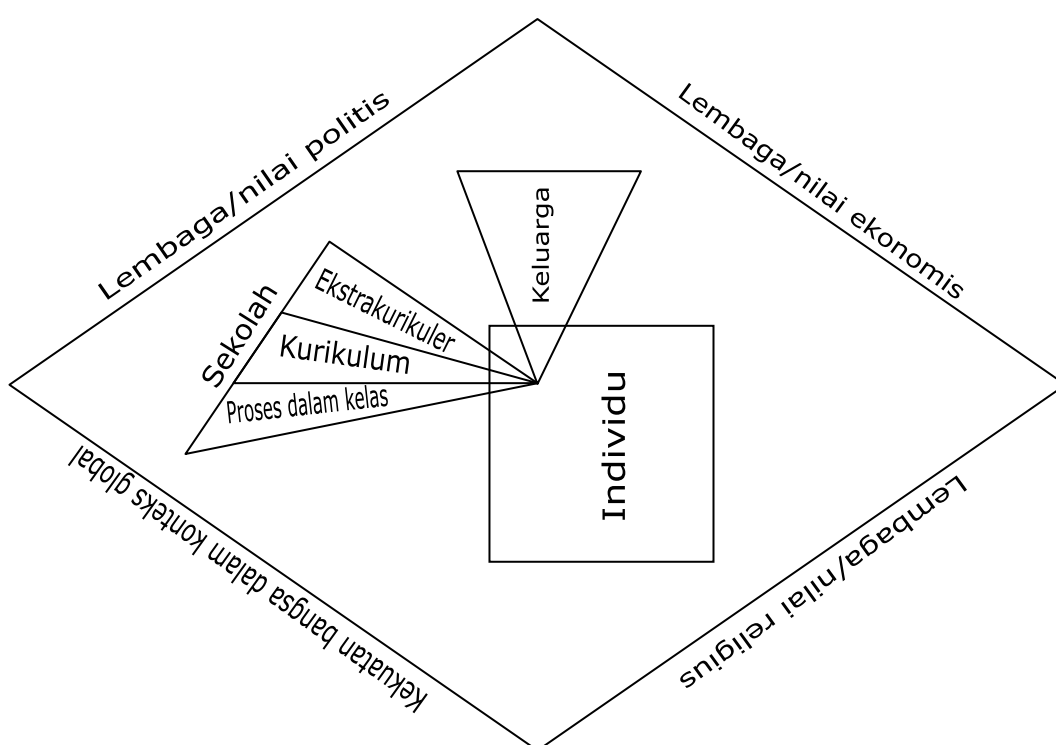 Lembaga/nilai politis
Lembaga/nilai ekonomis
Keluarga
Sekolah
Ekstrakurikuler
Kurikulum
Proses dalam kelas
Individu
Kekuatan bangsa dalam konteks global
Lembaga/nilai religius